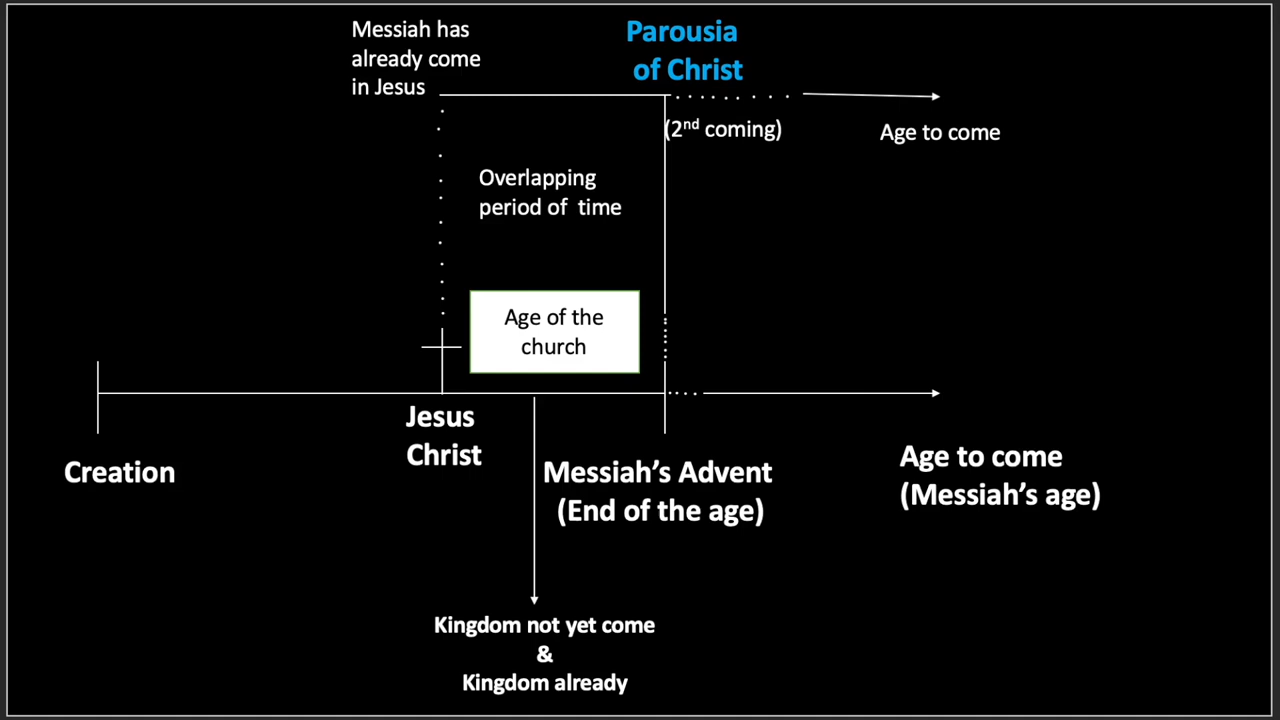 Messiah has
already come
in Jesus
Parousia
of Christ
(2nd coming)
Age to come
Overlapping
period of time
Age of the
church
Creation
Jesus
Christ
Messiah’s Advent
(End of the age)
Age to come
(Messiah’s age)
Kingdom not yet come
&
Kingdom already